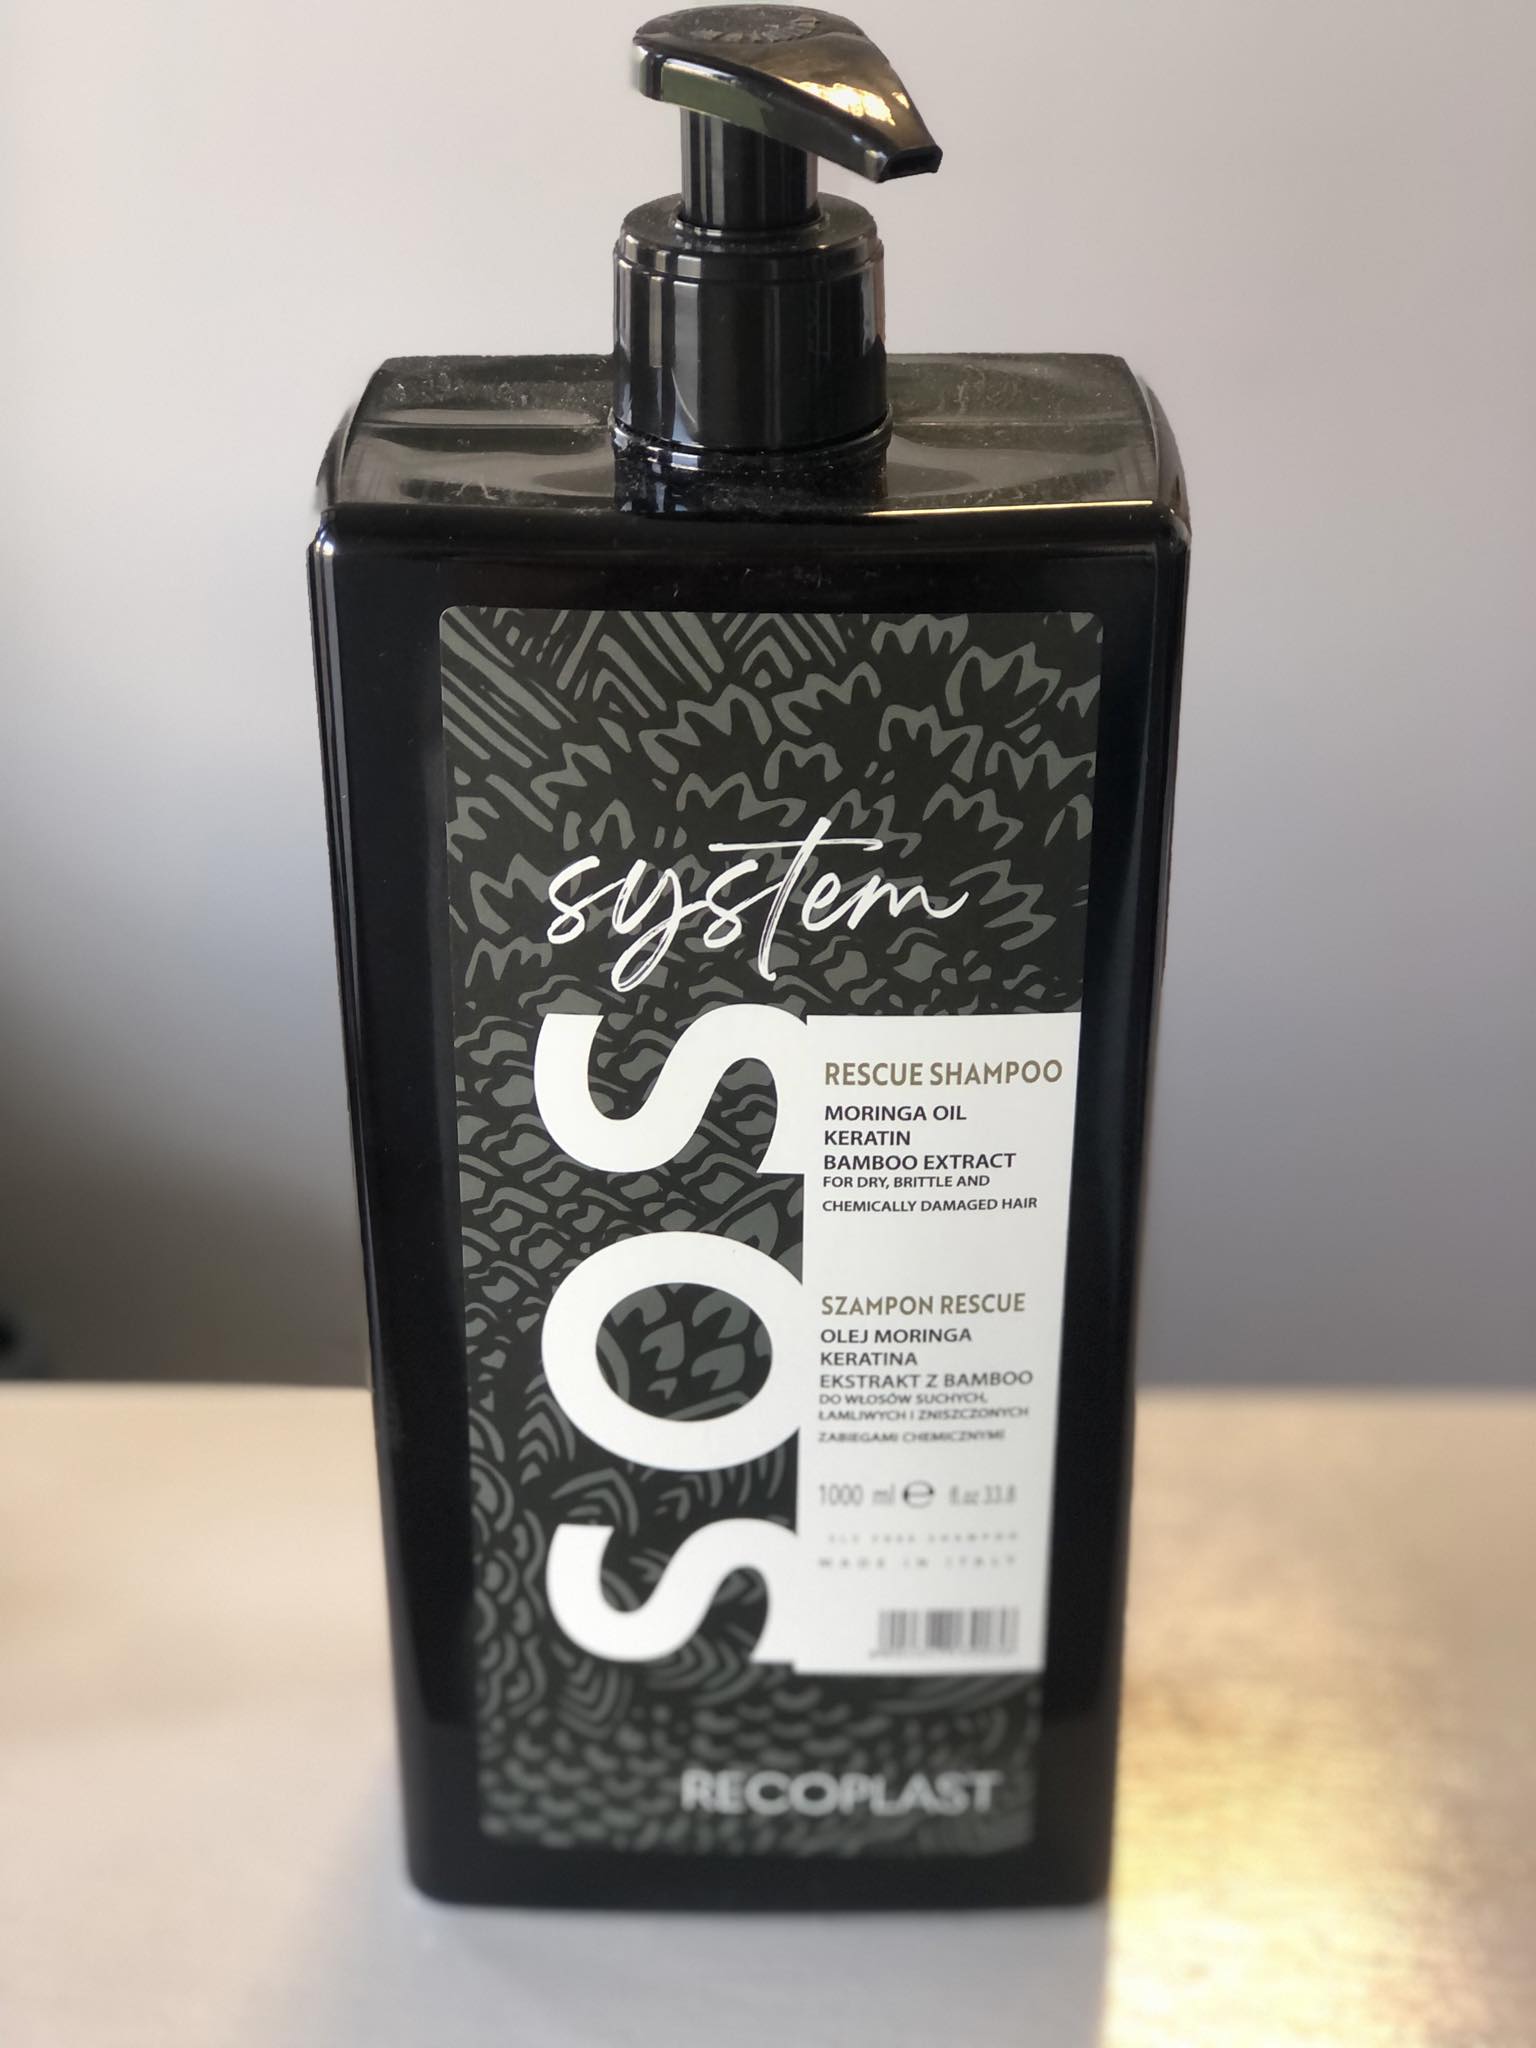 system
SOS
RESCUE SHAMPOO
MORINGA OIL
KERATIN
BAMBOO EXTRACT
FOR DRY, BRITTLE AND
CHEMICALLY DAMAGED HAIR
SZAMPON RESCUE
OLEJ MORINGA
KERATINA
EKSTRAKT Z BAMBOO
DO WŁOSÓW SUCHYCH,
ŁAMLIWYCH I ZNISZCZONYCH
ZABIEGAMI CHEMICZNYMI
1000 ml ℮ fl.oz 33.8
FREE SHAMPOO
MADE IN ITALY
RECOPLAST